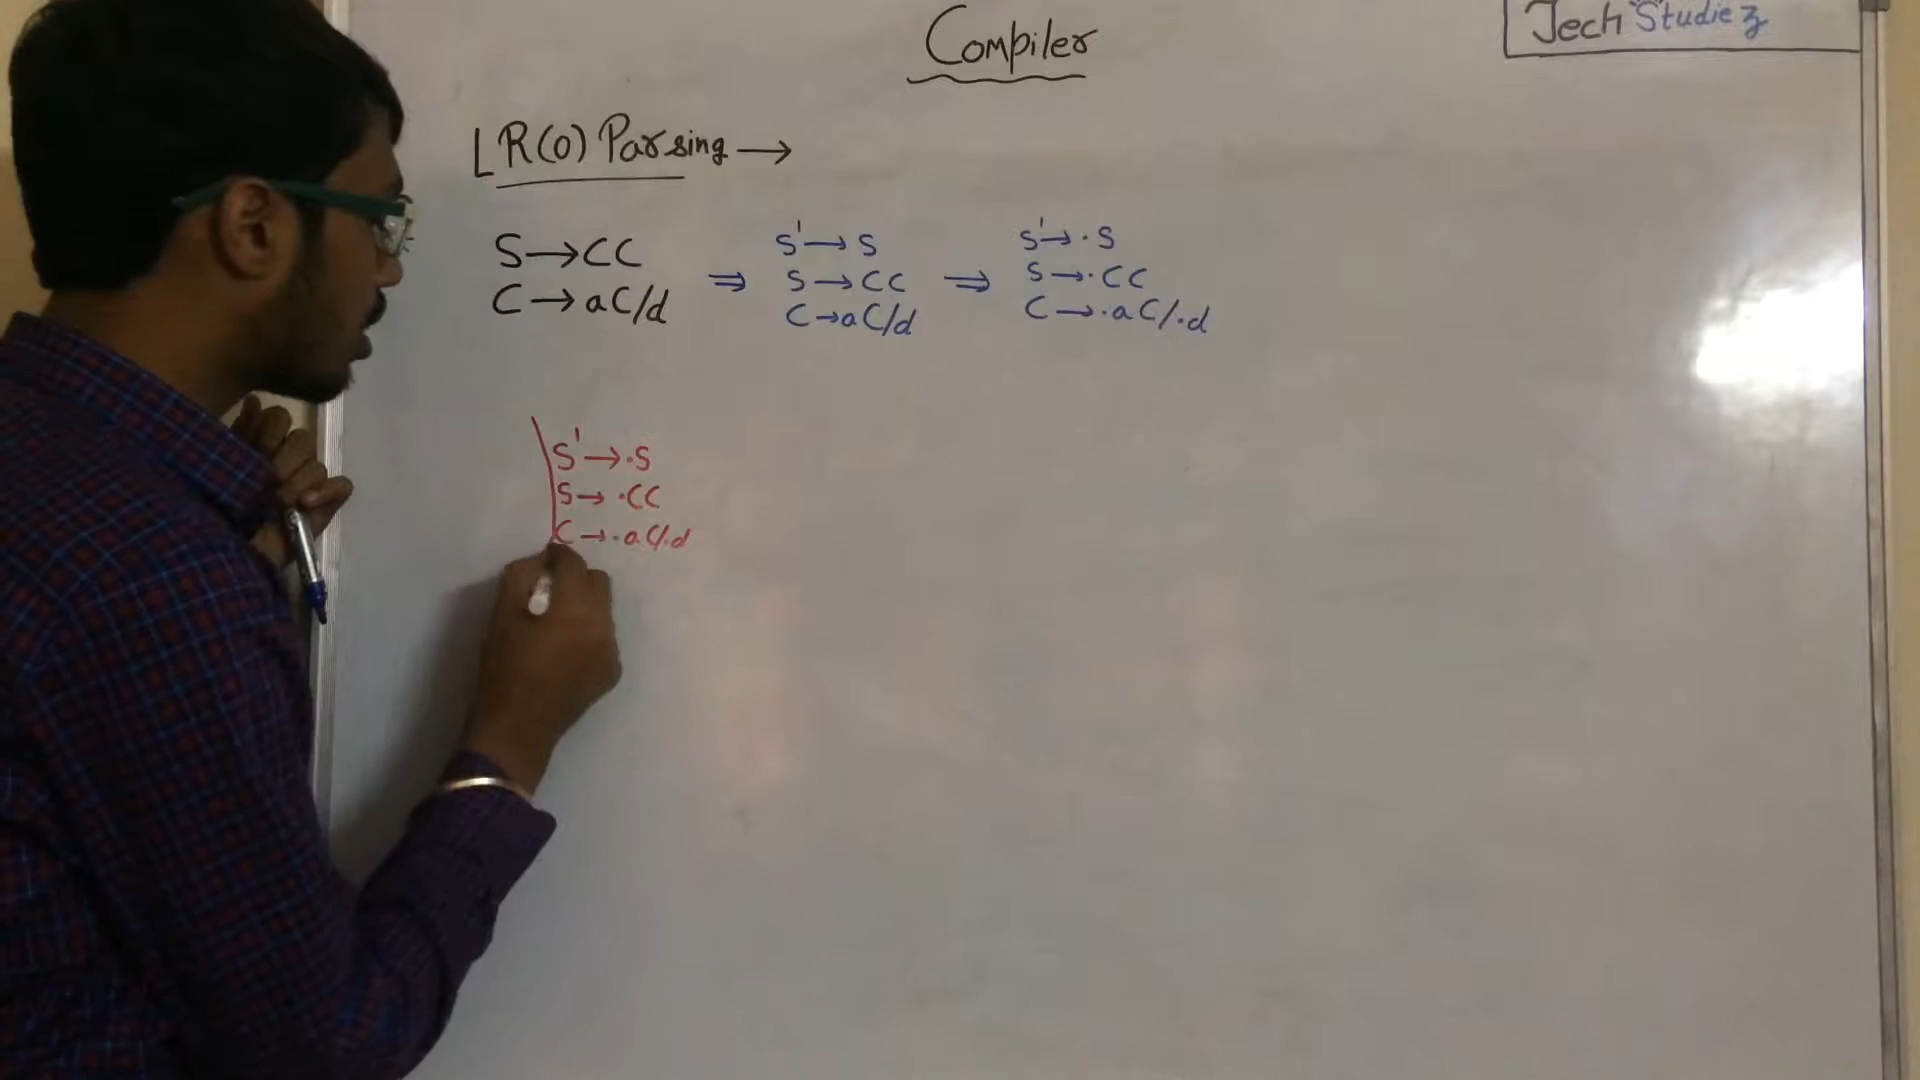 Compiler
Tech Studiez
LR(0) Parsing →
S → CC
C → aC/d
⇒
S' → S
S → CC
C → aC/d
⇒
S' → ·S
S → ·CC
C → ·aC/·d
S' → ·S
S → ·CC
C → ·aC/·d